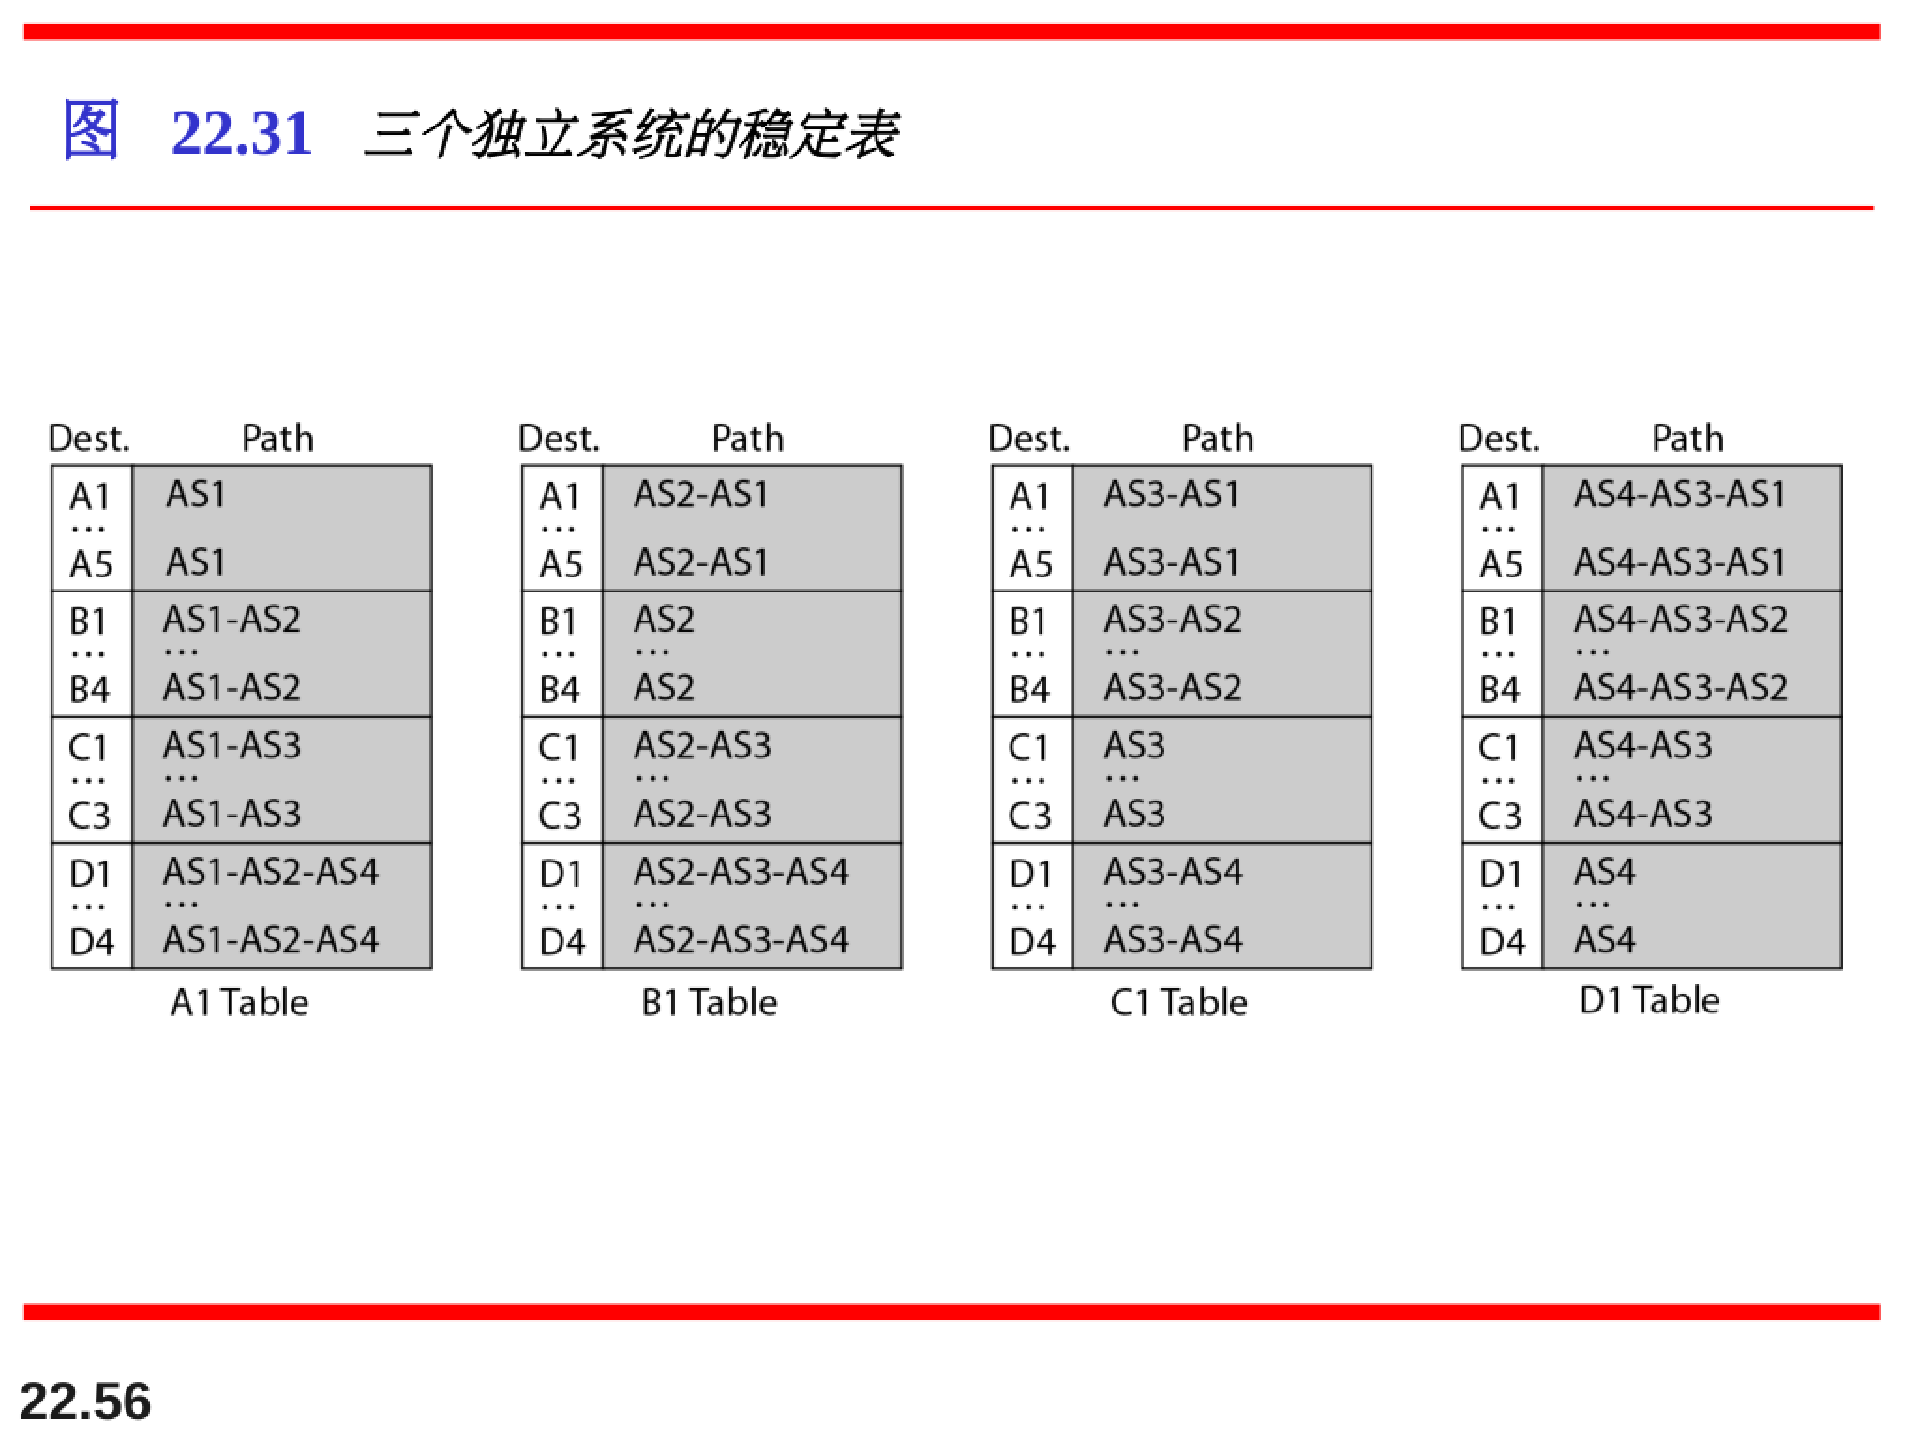 图 22.31 三个独立系统的稳定表
Dest. Path
A1 AS1
...
A5 AS1
B1 AS1-AS2
... ...
B4 AS1-AS2
C1 AS1-AS3
... ...
C3 AS1-AS3
D1 AS1-AS2-AS4
... ...
D4 AS1-AS2-AS4
A1 Table
Dest. Path
A1 AS2-AS1
...
A5 AS2-AS1
B1 AS2
... ...
B4 AS2
C1 AS2-AS3
... ...
C3 AS2-AS3
D1 AS2-AS3-AS4
... ...
D4 AS2-AS3-AS4
B1 Table
Dest. Path
A1 AS3-AS1
...
A5 AS3-AS1
B1 AS3-AS2
... ...
B4 AS3-AS2
C1 AS3
... ...
C3 AS3
D1 AS3-AS4
... ...
D4 AS3-AS4
C1 Table
Dest. Path
A1 AS4-AS3-AS1
...
A5 AS4-AS3-AS1
B1 AS4-AS3-AS2
... ...
B4 AS4-AS3-AS2
C1 AS4-AS3
... ...
C3 AS4-AS3
D1 AS4
... ...
D4 AS4
D1 Table
22.56